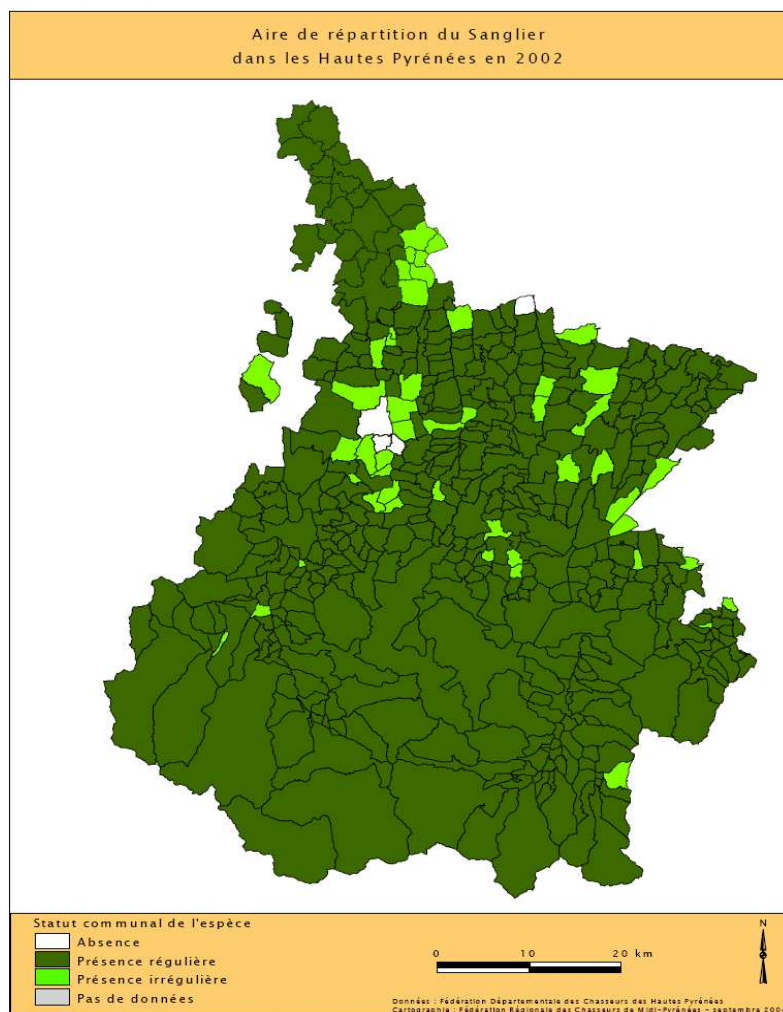 Aire de répartition du Sanglier
dans les Hautes Pyrénées en 2002
Statut communal de l'espèce
Absence
Présence régulière
Présence irrégulière
Pas de données
0 10 20 km
N
Données : Fédération Départementale des Chasseurs des Hautes Pyrénées
Cartographie : Fédération Régionale des Chasseurs de Midi-Pyrénées - septembre